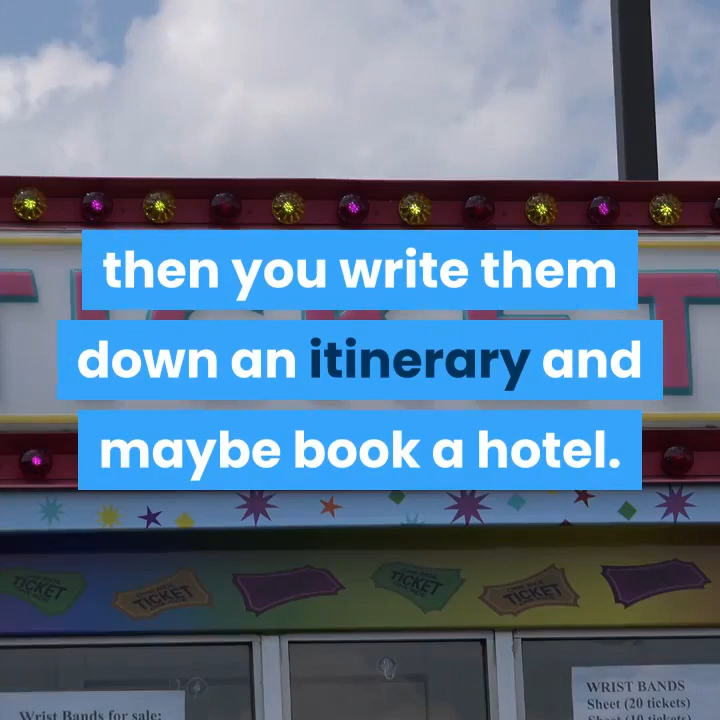 then you write them
down an itinerary and
maybe book a hotel.
TICKET
TICKET
TICKET
TICKET
WRIST BANDS
Sheet (20 tickets)
Wrist Bands for sale: